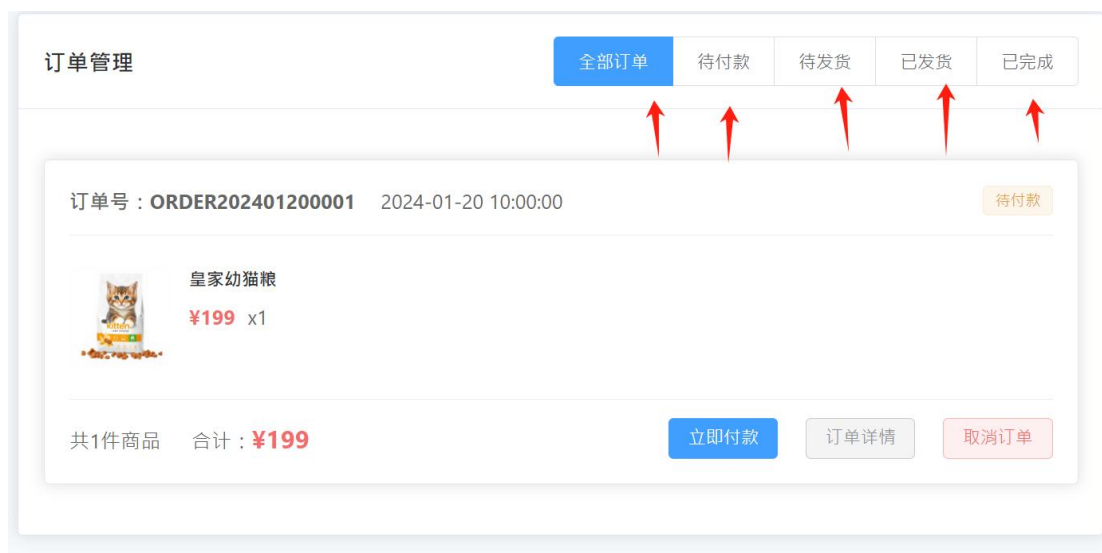 订单管理
全部订单 待付款 待发货 已发货 已完成
订单号：ORDER202401200001 2024-01-20 10:00:00 待付款
皇家幼猫粮
¥199 x1
kitten
共1件商品 合计：¥199 立即付款 订单详情 取消订单